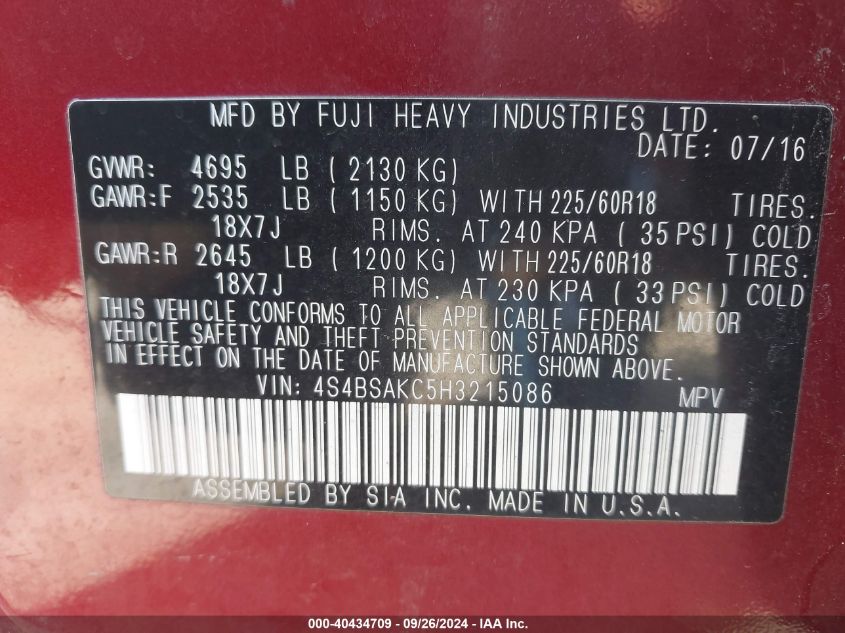 MFD BY FUJI HEAVY INDUSTRIES LTD.
DATE: 07/16
GVWR: 4695 LB ( 2130 KG)
GAWR:F 2535 LB ( 1150 KG) WITH 225/60R18 TIRES.
18X7J RIMS. AT 240 KPA ( 35 PSI) COLD
GAWR:R 2645 LB ( 1200 KG) WITH 225/60R18 TIRES.
18X7J RIMS. AT 230 KPA ( 33 PSI) COLD
THIS VEHICLE CONFORMS TO ALL APPLICABLE FEDERAL MOTOR
VEHICLE SAFETY AND THEFT PREVENTION STANDARDS
IN EFFECT ON THE DATE OF MANUFACTURE SHOWN ABOVE.
VIN: 4S4BSAKC5H3215086 MPV
ASSEMBLED BY SIA INC. MADE IN U.S.A.
000-40434709 - 09/26/2024 - IAA Inc.